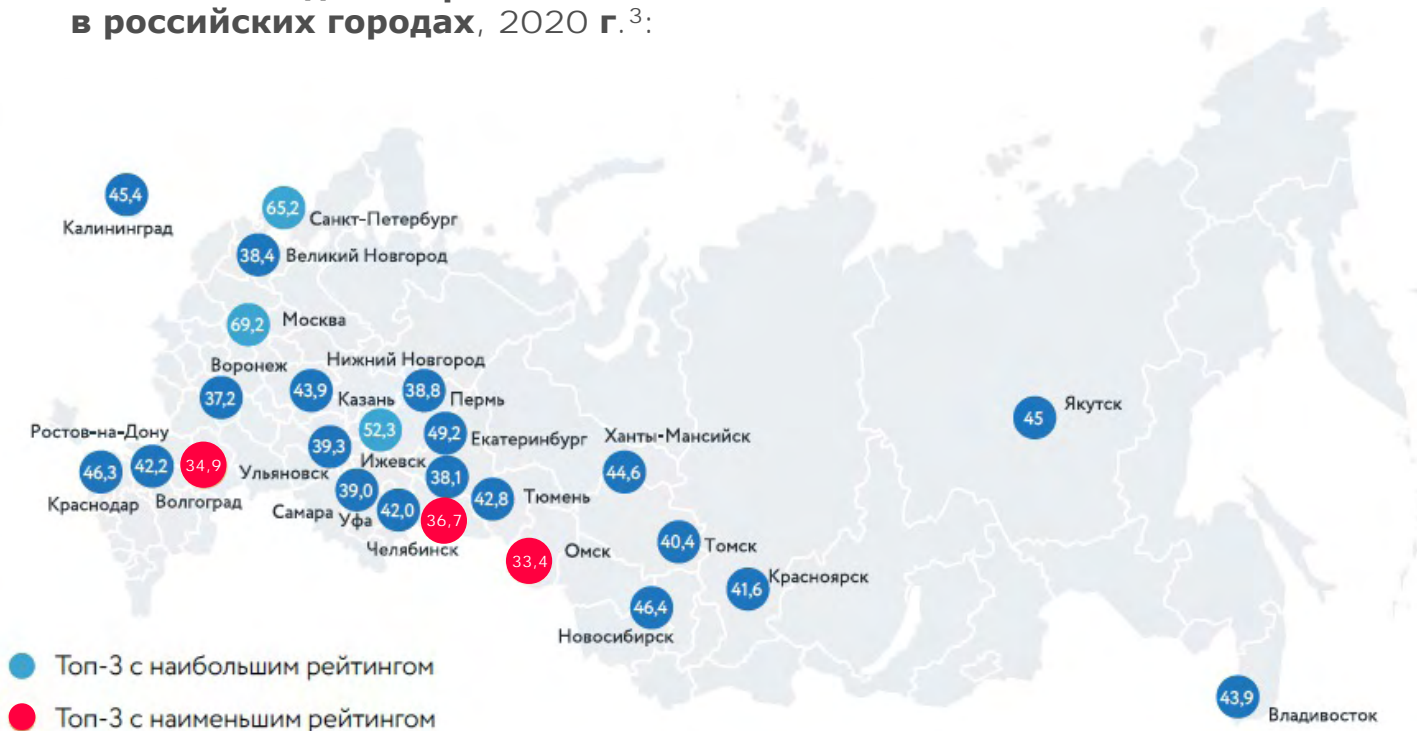 в российских городах, 2020 г.³:
45,4
Калининград
65,2
Санкт-Петербург
38,4
Великий Новгород
69,2
Москва
Воронеж
37,2
Нижний Новгород
43,9
Казань
38,8
Пермь
52,3
49,2
Екатеринбург
39,3
Ульяновск
Ижевск
38,1
Ростов-на-Дону
46,3
42,2
34,9
Краснодар
Волгоград
39,0
Самара
Уфа
42,0
36,7
Челябинск
42,8
Тюмень
Ханты-Мансийск
44,6
33,4
Омск
40,4
Томск
41,6
Красноярск
46,4
Новосибирск
45
Якутск
43,9
Владивосток
Топ-3 с наибольшим рейтингом
Топ-3 с наименьшим рейтингом